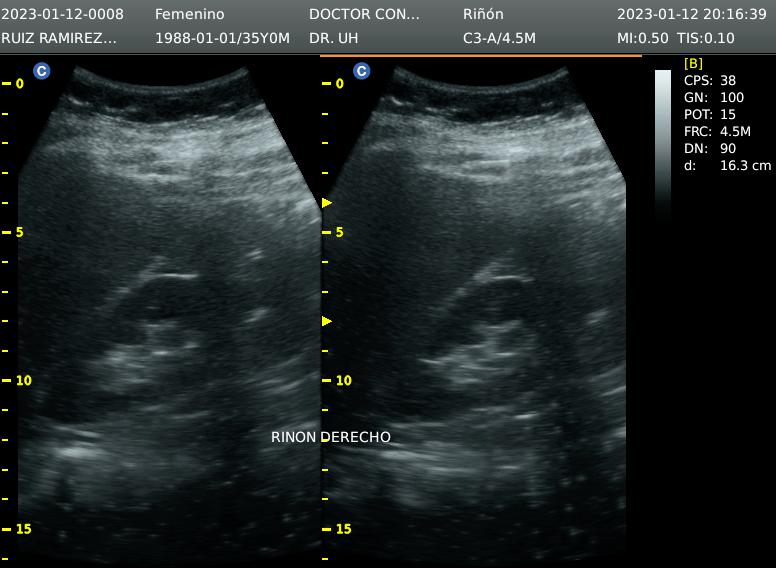 2023-01-12-0008 Femenino DOCTOR CON... Riñón 2023-01-12 20:16:39
RUIZ RAMIREZ... 1988-01-01/35Y0M DR. UH C3-A/4.5M MI:0.50 TIS:0.10
C C
[B]
CPS: 38
GN: 100
POT: 15
FRC: 4.5M
DN: 90
d: 16.3 cm
0 0
5 5
10 10
RINON DERECHO
15 15